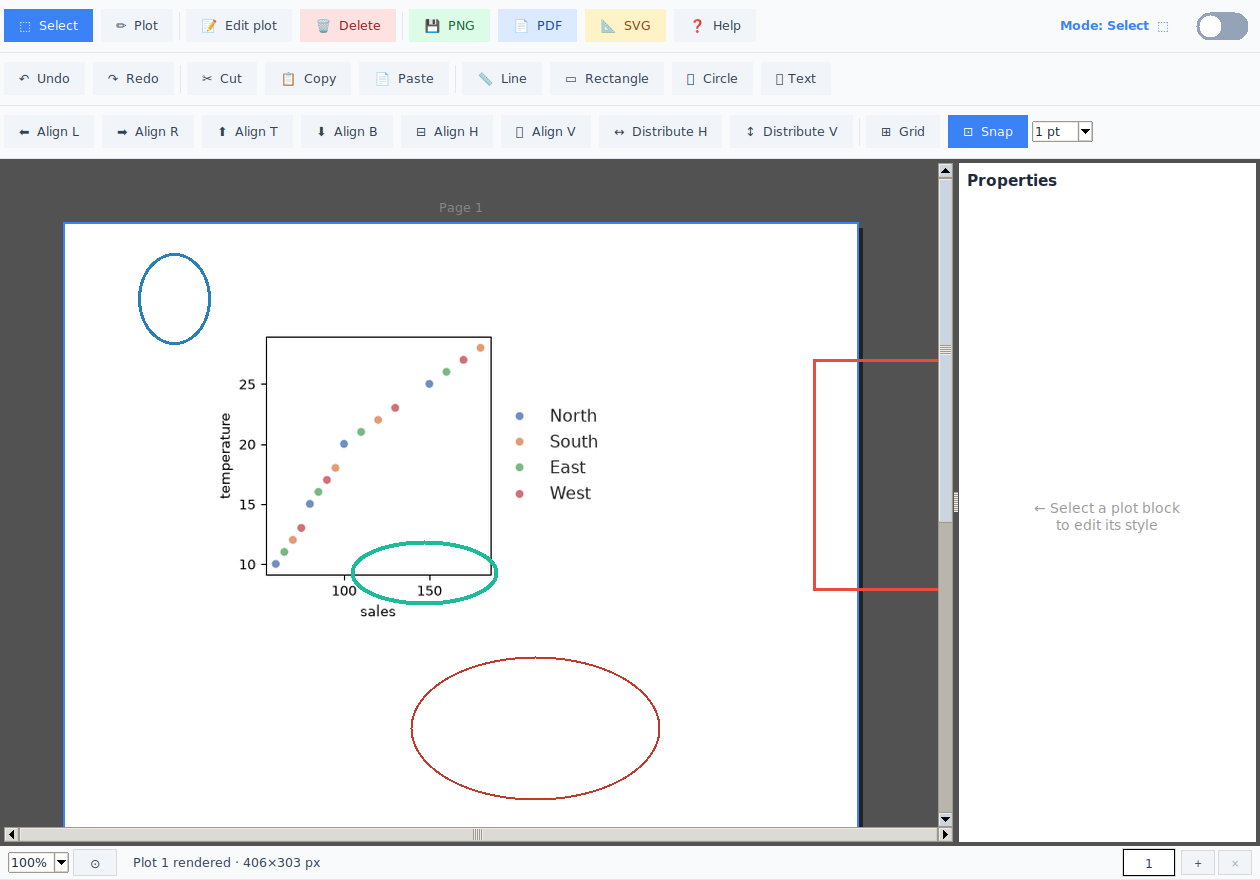 Select Plot Edit plot Delete PNG PDF SVG Help Mode: Select
Undo Redo Cut Copy Paste Line Rectangle Circle Text
Align L Align R Align T Align B Align H Align V Distribute H Distribute V Grid Snap 1 pt
Properties
Page 1
25
20
15
10
temperature
100 150
sales
North
South
East
West
← Select a plot block
to edit its style
100% Plot 1 rendered · 406×303 px 1 + ×